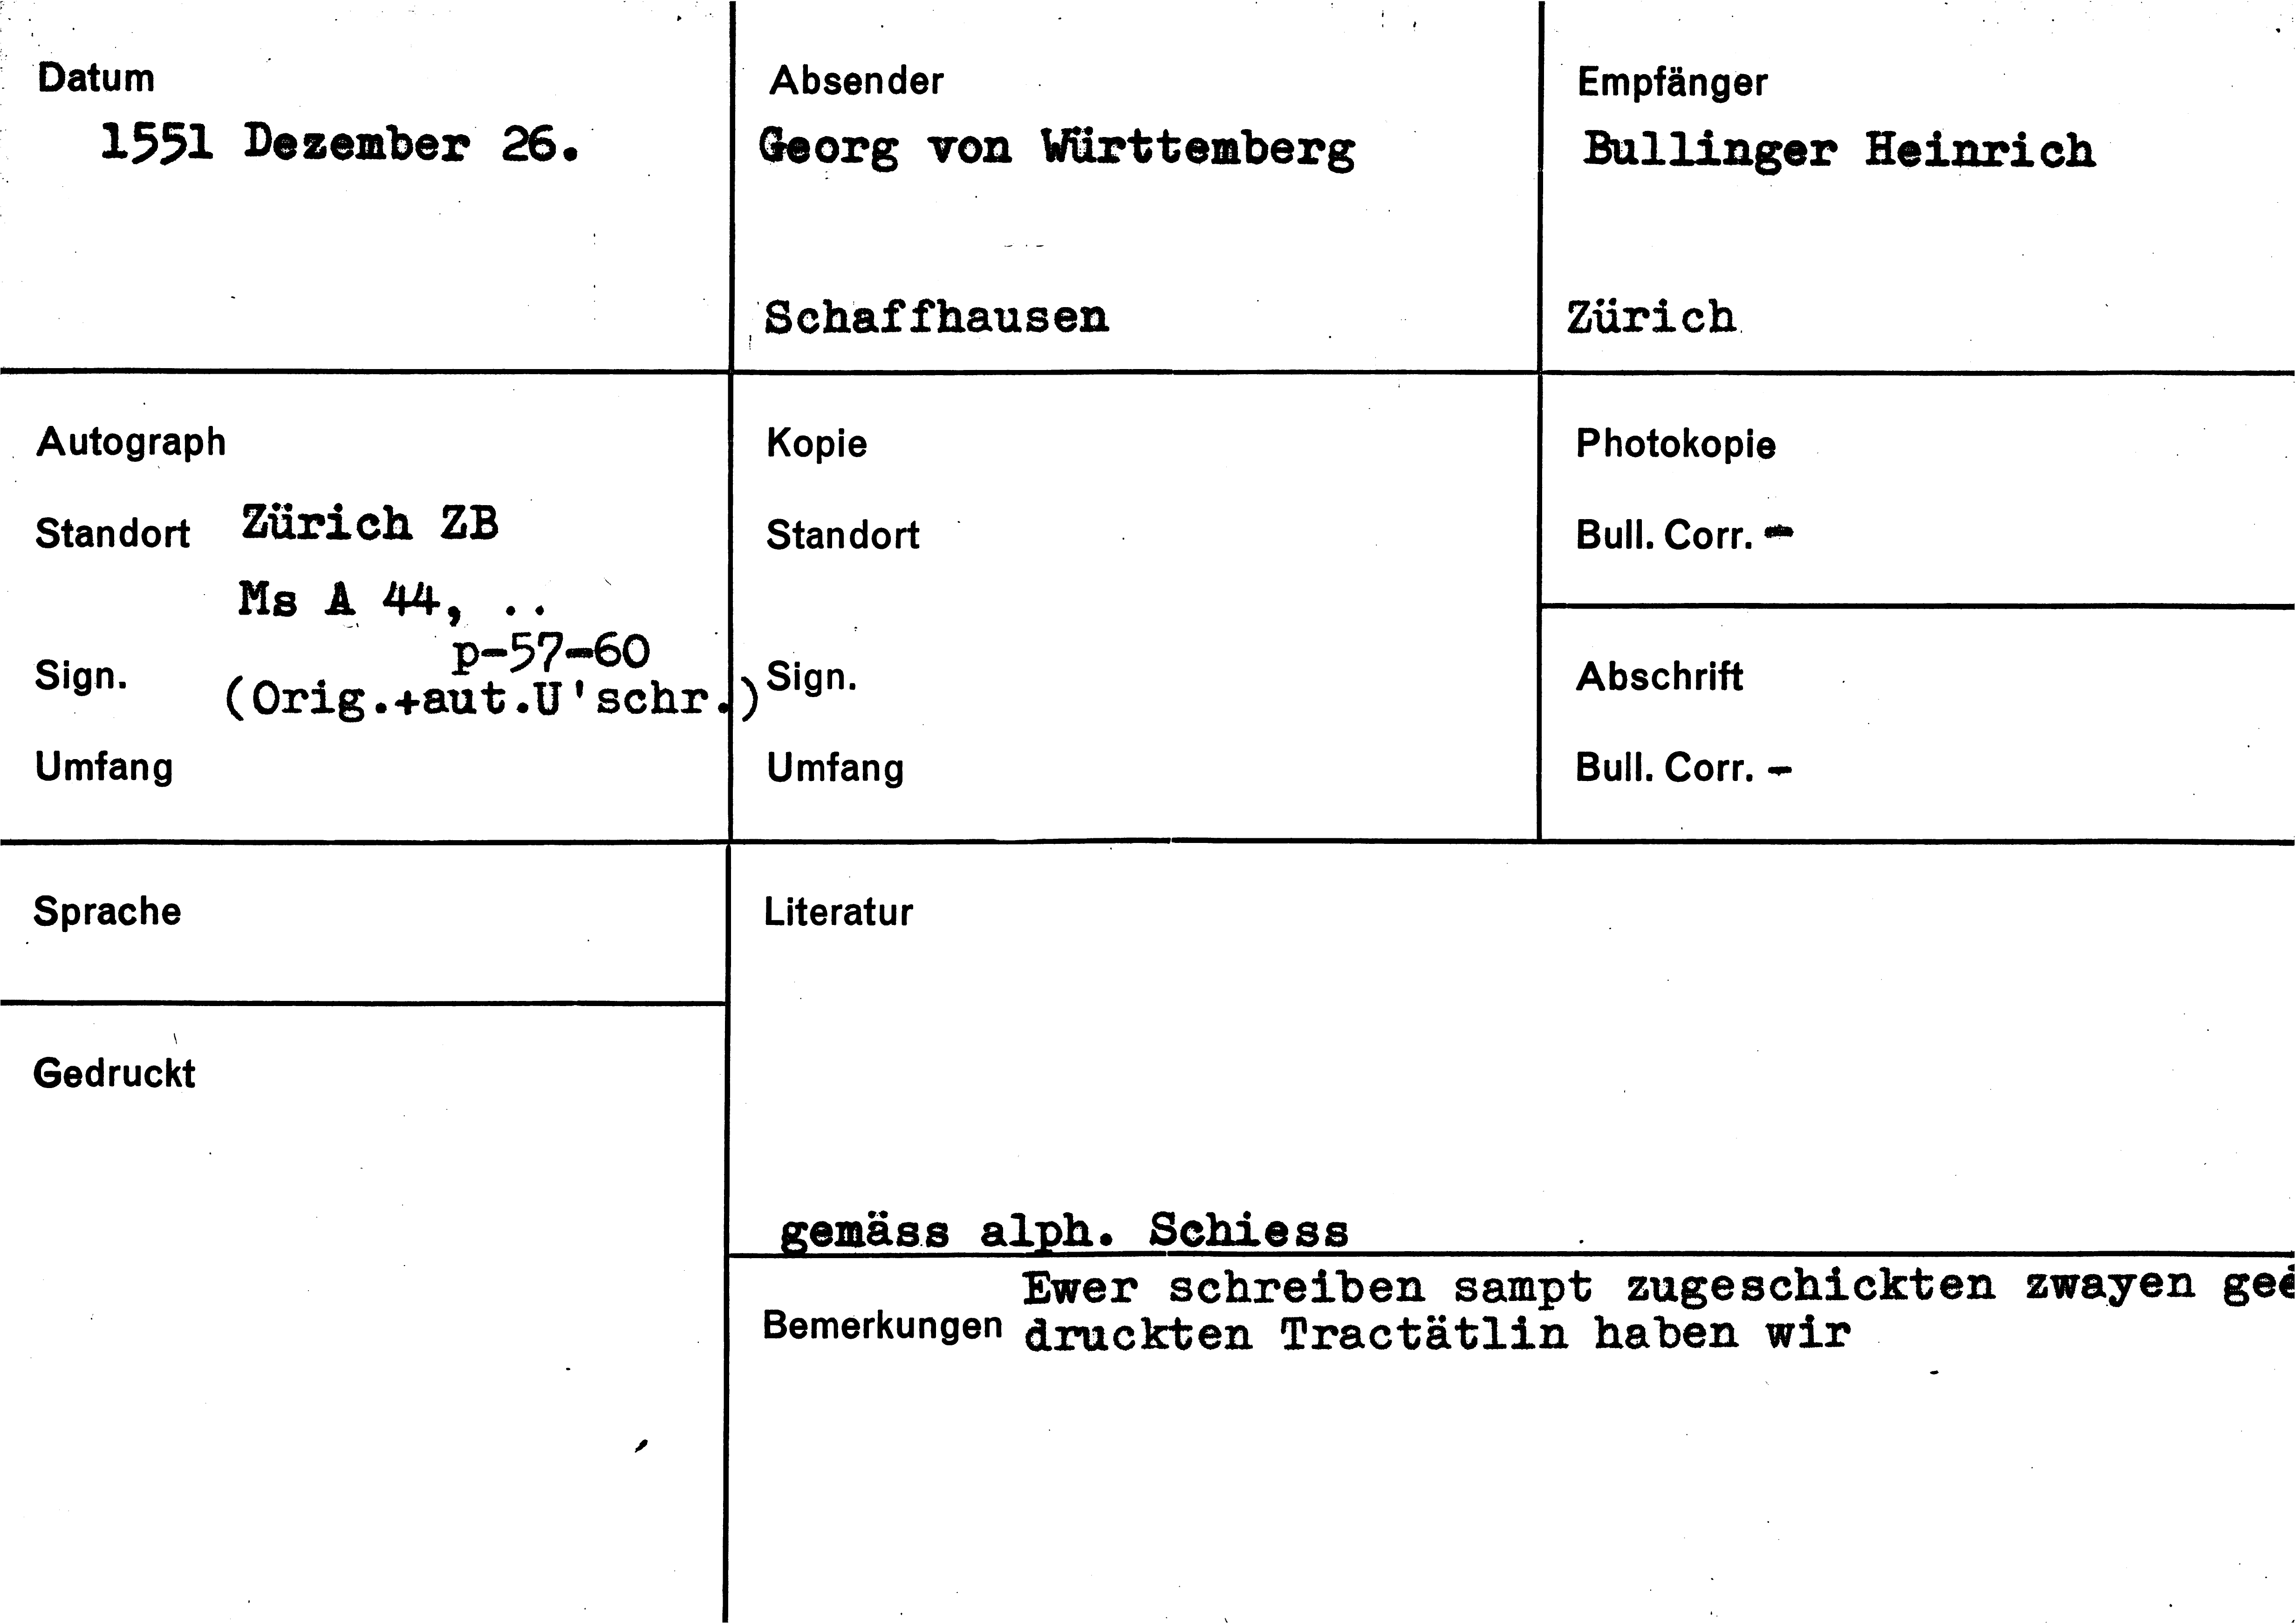 Datum
1551 Dezember 26.
Absender
Georg von Württemberg
Schaffhausen
Empfänger
Bullinger Heinrich
Zürich
Autograph
Standort Zürich ZB
Ms A 44, ..
p-57-60
Sign. (Orig.+aut.U'schr.)
Umfang
Kopie
Standort
Sign.
Umfang
Photokopie
Bull. Corr. -
Abschrift
Bull. Corr. -
Sprache
Gedruckt
Literatur
gemäss alph. Schiess
Ewer schreiben sampt zugeschickten zwayen gee
Bemerkungen druckten Tractätlin haben wir